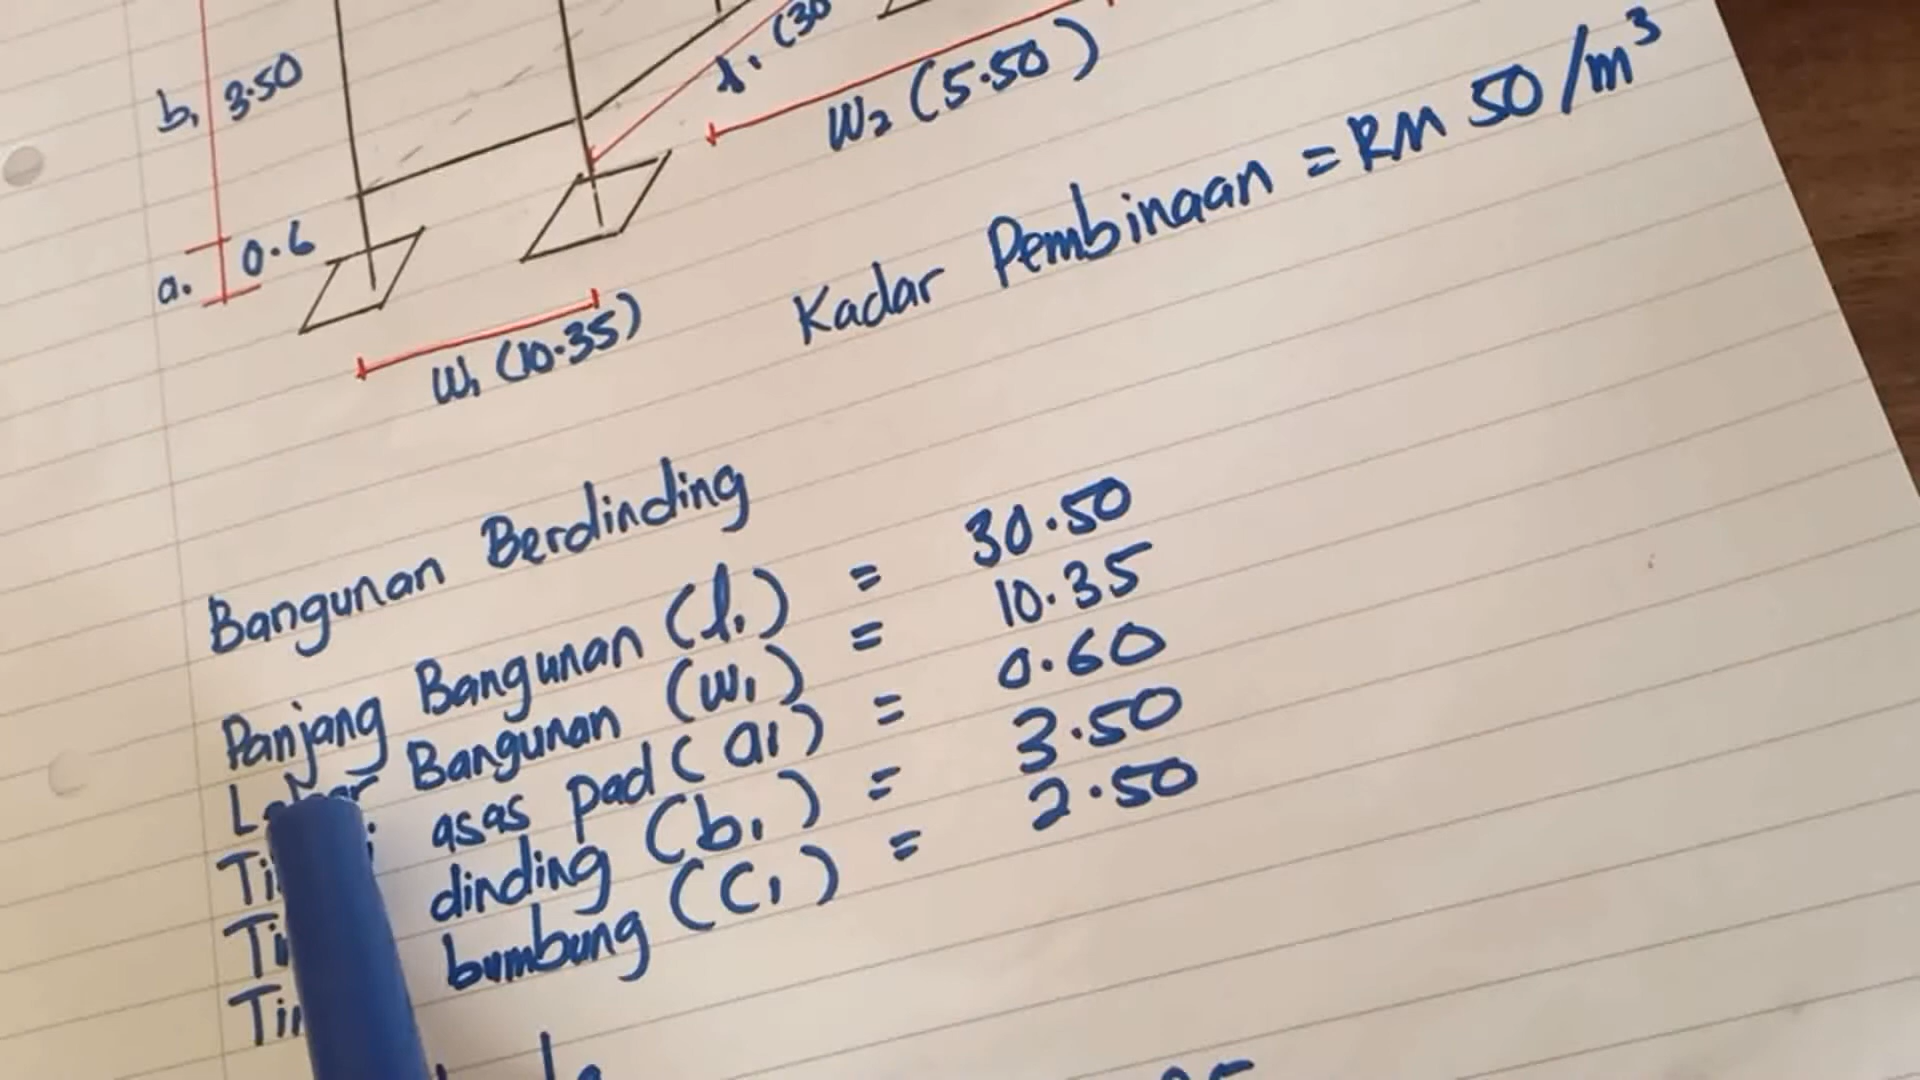 b1 3.50
l1 (30
W2 (5.50)
a. 0.6
W1 (10.35)
Kadar Pembinaan = RM 50/m³
Bangunan Berdinding
Panjang Bangunan (l1) = 30.50
Bangunan (W1) = 10.35
asas pad (a1) = 0.60
dinding (b1) = 3.50
bumbung (C1) = 2.50